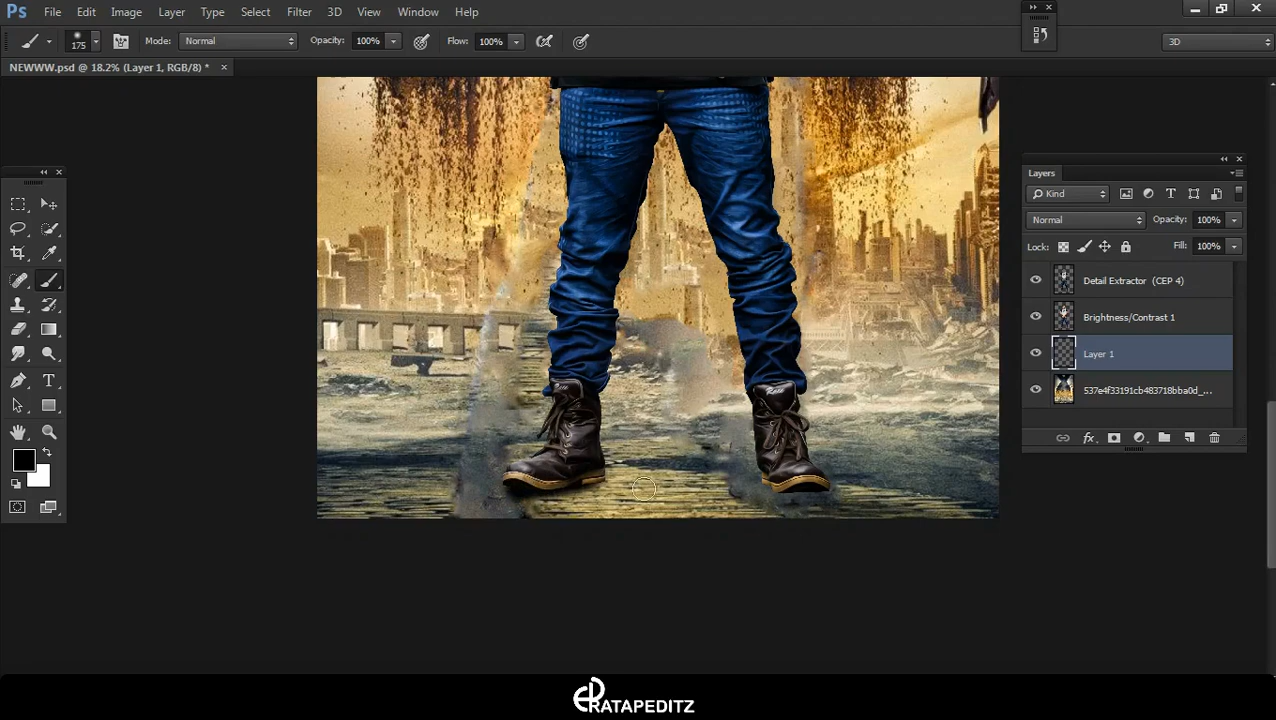 Ps File Edit Image Layer Type Select Filter 3D View Window Help
175 Mode: Normal Opacity: 100% Flow: 100% 3D
NEWWW.psd @ 18.2% (Layer 1, RGB/8) * ×
Layers
Kind T
Normal Opacity: 100%
Lock: Fill: 100%
Detail Extractor (CEP 4)
Brightness/Contrast 1
Layer 1
537e4f33191cb483718bba0d_...
fx
T
RATAPEDITZ